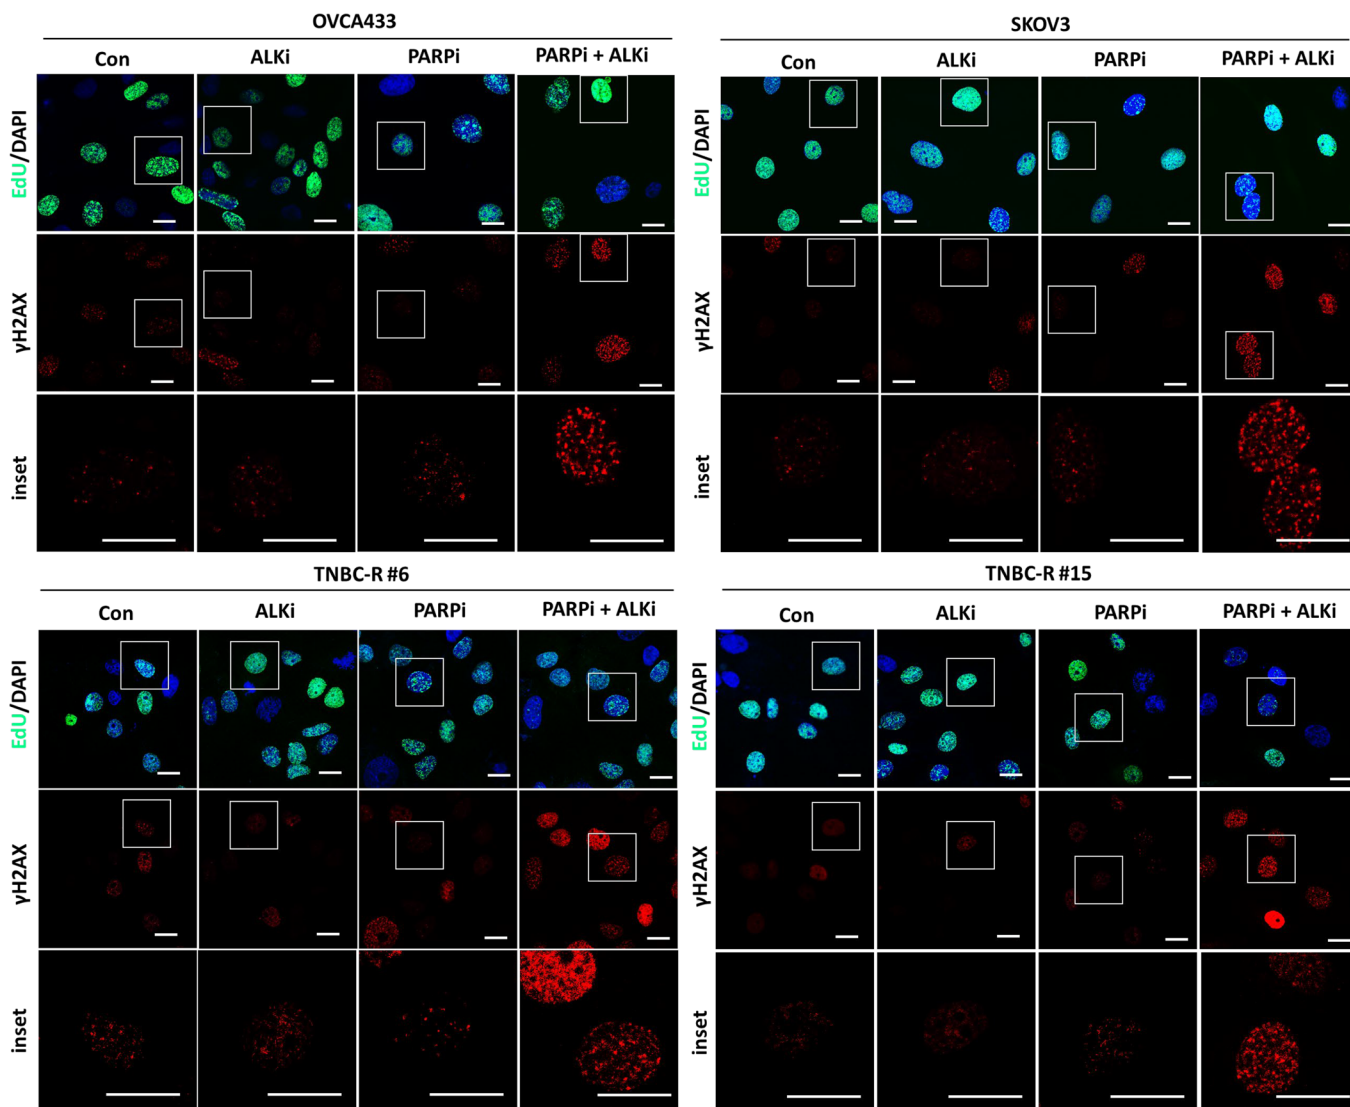 OVCA433
Con ALKi PARPi PARPi + ALKi
EdU/DAPI
γH2AX
inset
SKOV3
Con ALKi PARPi PARPi + ALKi
EdU/DAPI
γH2AX
inset
TNBC-R #6
Con ALKi PARPi PARPi + ALKi
EdU/DAPI
γH2AX
inset
TNBC-R #15
Con ALKi PARPi PARPi + ALKi
EdU/DAPI
γH2AX
inset